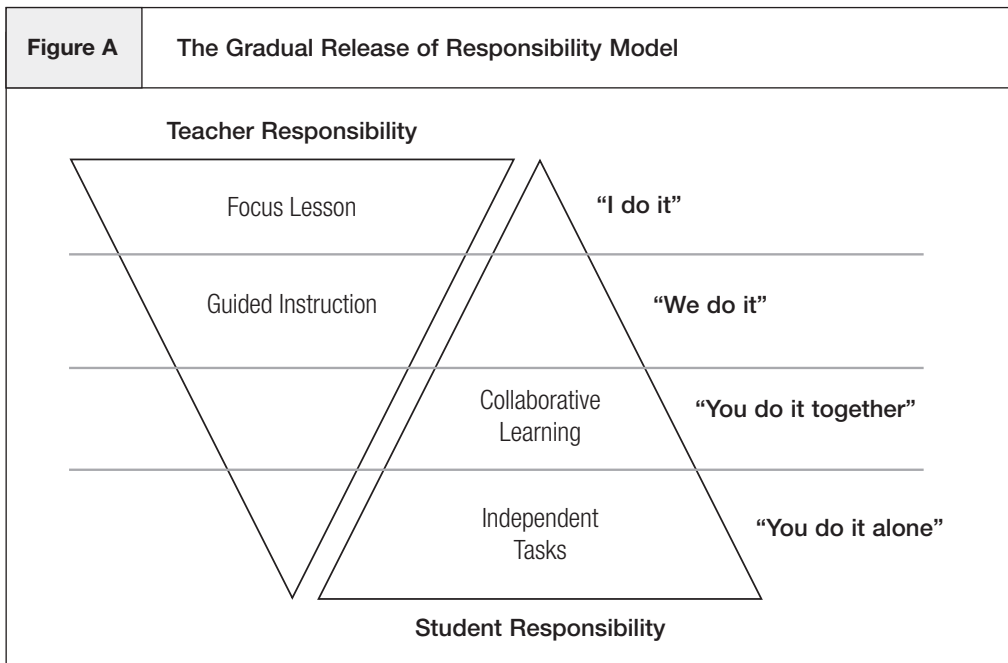 Figure A
The Gradual Release of Responsibility Model
Teacher Responsibility
Focus Lesson
“I do it”
Guided Instruction
“We do it”
Collaborative
Learning
“You do it together”
Independent
Tasks
“You do it alone”
Student Responsibility